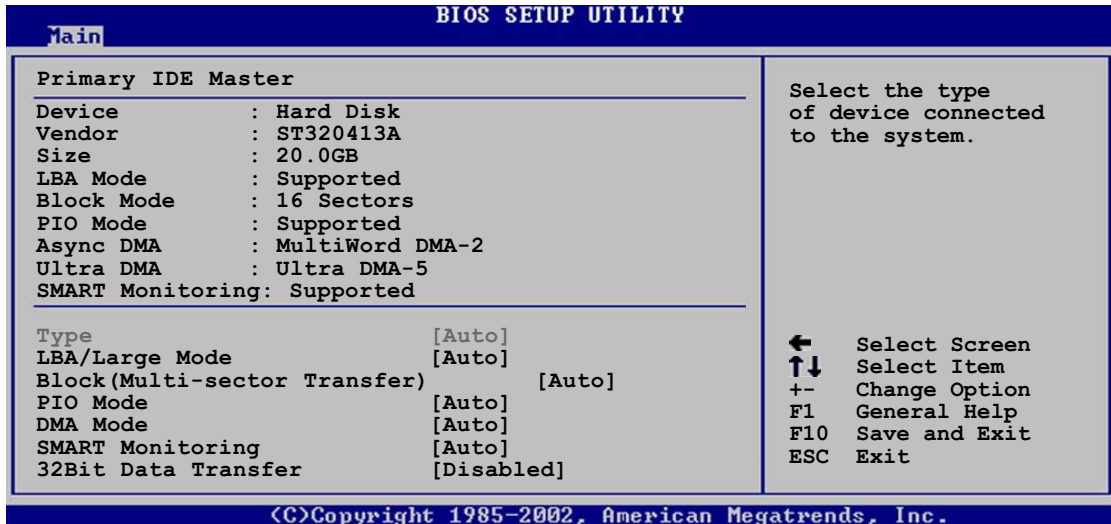 BIOS SETUP UTILITY
Main
Primary IDE Master
Device : Hard Disk
Vendor : ST320413A
Size : 20.0GB
LBA Mode : Supported
Block Mode : 16 Sectors
PIO Mode : Supported
Async DMA : MultiWord DMA-2
Ultra DMA : Ultra DMA-5
SMART Monitoring: Supported
Type [Auto]
LBA/Large Mode [Auto]
Block(Multi-sector Transfer) [Auto]
PIO Mode [Auto]
DMA Mode [Auto]
SMART Monitoring [Auto]
32Bit Data Transfer [Disabled]
Select the type
of device connected
to the system.
← Select Screen
↑↓ Select Item
+- Change Option
F1 General Help
F10 Save and Exit
ESC Exit
(C)Copyright 1985-2002, American Megatrends, Inc.